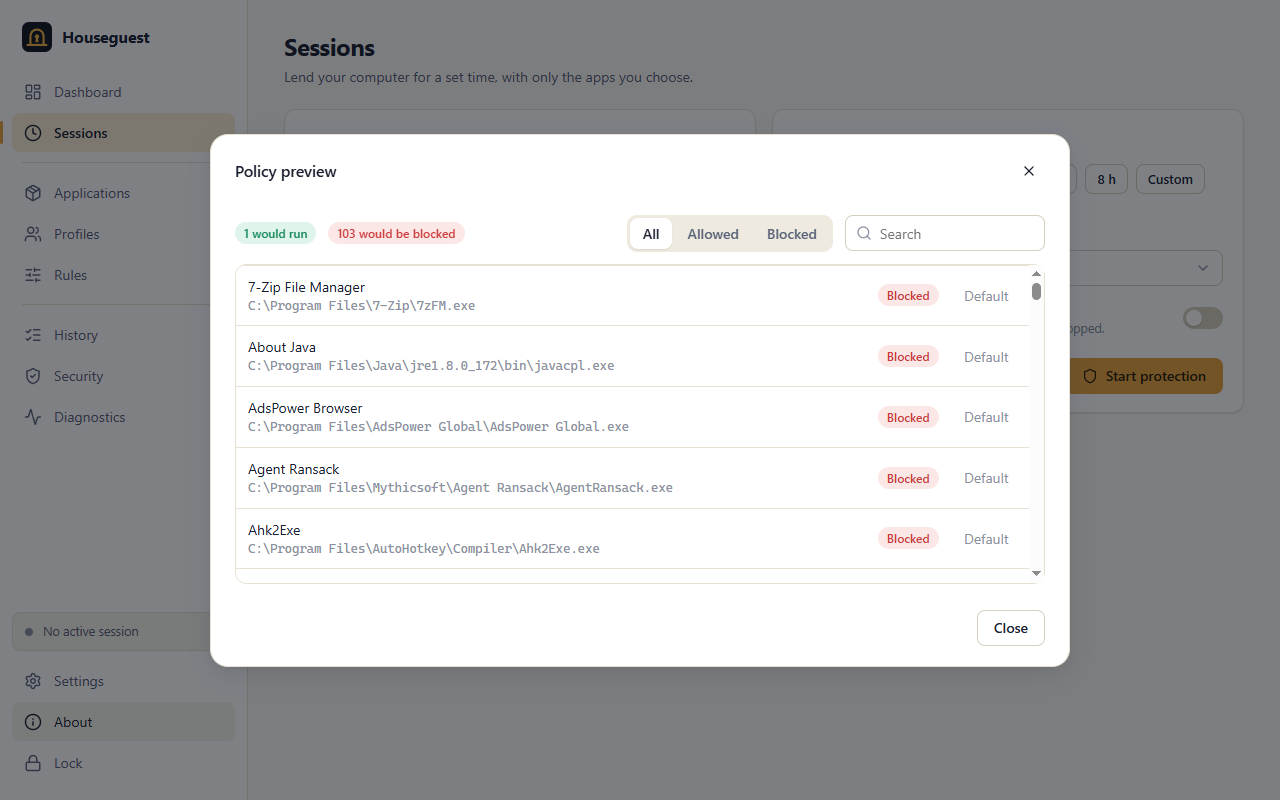 Houseguest
Dashboard
Sessions
Applications
Profiles
Rules
History
Security
Diagnostics
No active session
Settings
About
Lock
Sessions
Lend your computer for a set time, with only the apps you choose.
8 h
Custom
opped.
Start protection
Policy preview
1 would run
103 would be blocked
All
Allowed
Blocked
Search
7-Zip File Manager
C:\Program Files\7-Zip\7zFM.exe
Blocked
Default
About Java
C:\Program Files\Java\jre1.8.0_172\bin\javacpl.exe
Blocked
Default
AdsPower Browser
C:\Program Files\AdsPower Global\AdsPower Global.exe
Blocked
Default
Agent Ransack
C:\Program Files\Mythicsoft\Agent Ransack\AgentRansack.exe
Blocked
Default
Ahk2Exe
C:\Program Files\AutoHotkey\Compiler\Ahk2Exe.exe
Blocked
Default
Close